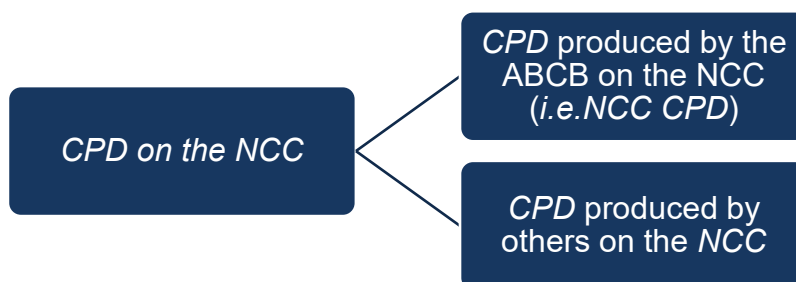 CPD on the NCC
CPD produced by the
ABCB on the NCC
(i.e.NCC CPD)
CPD produced by
others on the NCC